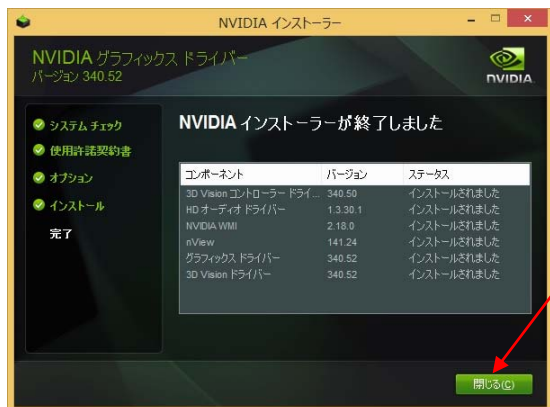 NVIDIA インストーラー
NVIDIA グラフィックス ドライバー
バージョン 340.52
NVIDIA.
システム チェック
使用許諾契約書
オプション
インストール
完了
NVIDIA インストーラーが終了しました
コンポーネント バージョン ステータス
3D Vision コントローラー ドライ... 340.50 インストールされました
HD オーディオ ドライバー 1.3.30.1 インストールされました
NVIDIA WMI 2.18.0 インストールされました
nView 141.24 インストールされました
グラフィックス ドライバー 340.52 インストールされました
3D Vision ドライバー 340.52 インストールされました
閉じる(C)